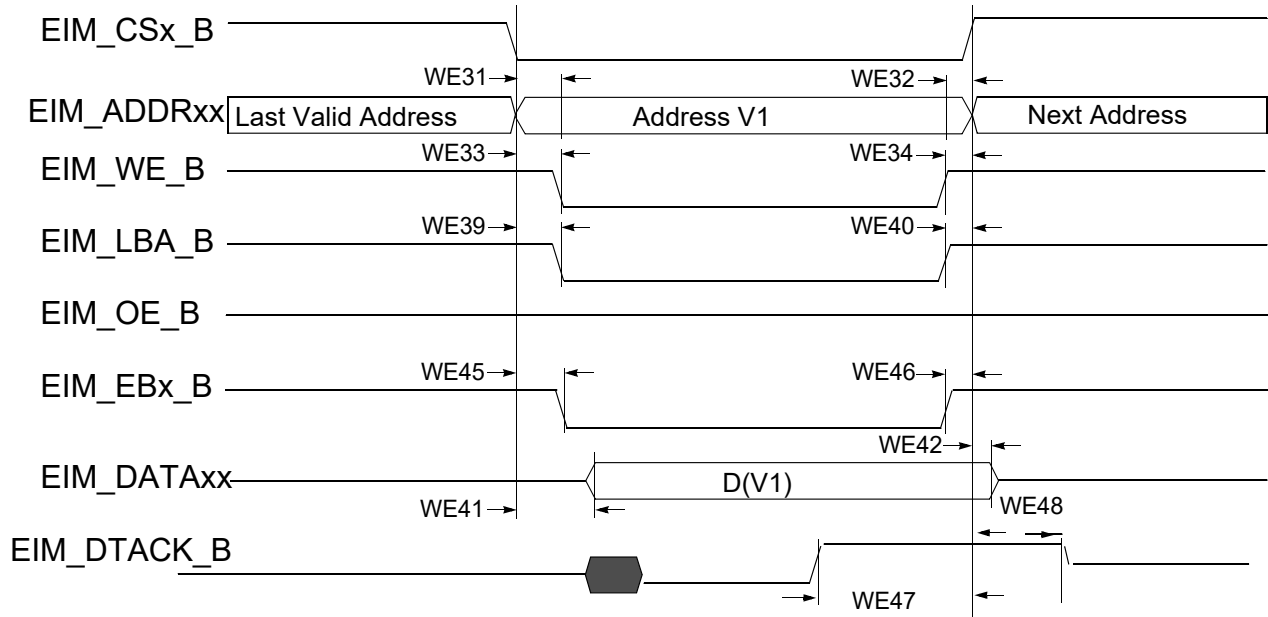 EIM_CSx_B
WE31
WE32
EIM_ADDRxx
Last Valid Address
Address V1
Next Address
WE33
WE34
EIM_WE_B
WE39
WE40
EIM_LBA_B
EIM_OE_B
WE45
WE46
EIM_EBx_B
WE42
EIM_DATAxx
D(V1)
WE41
WE48
EIM_DTACK_B
WE47